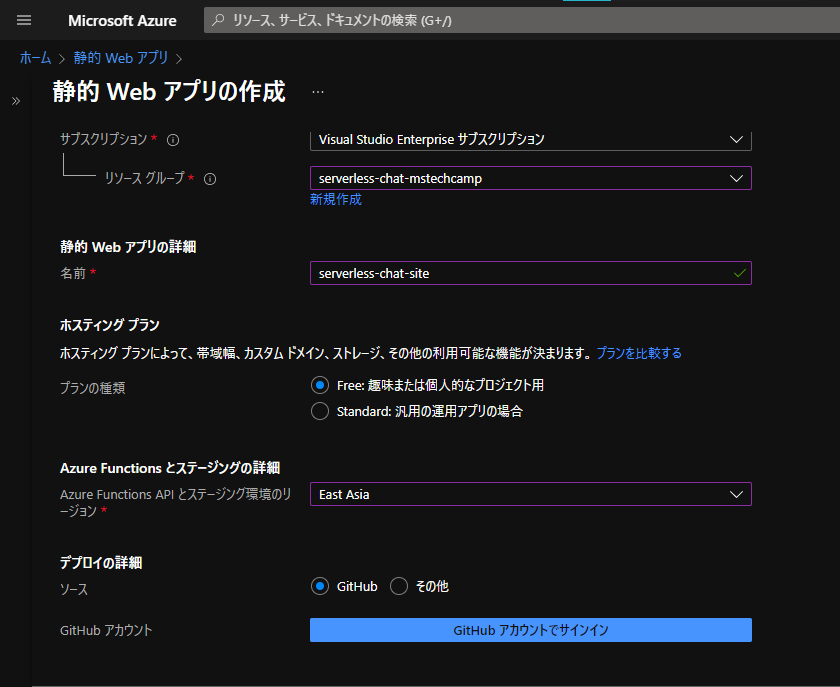 Microsoft Azure
リソース、サービス、ドキュメントの検索 (G+/)
ホーム > 静的 Web アプリ >
静的 Web アプリの作成 …
サブスクリプション *
Visual Studio Enterprise サブスクリプション
リソース グループ *
serverless-chat-mstechcamp
新規作成
静的 Web アプリの詳細
名前 *
serverless-chat-site
ホスティング プラン
ホスティング プランによって、帯域幅、カスタム ドメイン、ストレージ、その他の利用可能な機能が決まります。 プランを比較する
プランの種類
Free: 趣味または個人的なプロジェクト用
Standard: 汎用の運用アプリの場合
Azure Functions とステージングの詳細
Azure Functions API とステージング環境のリ
ージョン *
East Asia
デプロイの詳細
ソース
GitHub
その他
GitHub アカウント
GitHub アカウントでサインイン